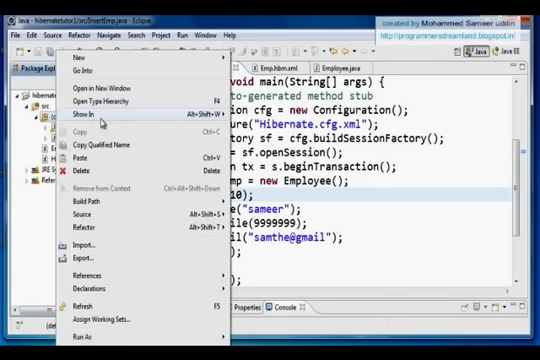 Java - hibernatetutor1/src/InsertEmp.java - Eclipse
created by Mohammed Sameer uddin
http://programmersdreamland.blogspot.in/
File Edit Source Refactor Navigate Search Project Run Window Help
Java Java EE
Package Expl
Emp.hbm.xml Employee.java
New
Go Into
Open in New Window
Open Type Hierarchy F4
Show In Alt+Shift+W
Copy Ctrl+C
Copy Qualified Name
Paste Ctrl+V
Delete Delete
Remove from Context Ctrl+Alt+Shift+Down
Build Path
Source Alt+Shift+S
Refactor Alt+Shift+T
Import...
Export...
References
Declarations
Refresh F5
Assign Working Sets...
Run As
src
JRE S
Refer
void main(String[] args) {
to-generated method stub
ion cfg = new Configuration();
ure("Hibernate.cfg.xml");
tory sf = cfg.buildSessionFactory();
= sf.openSession();
on tx = s.beginTransaction();
mp = new Employee();
10);
e("sameer");
ile(9999999);
il("samthe@gmail");
);
Properties Console